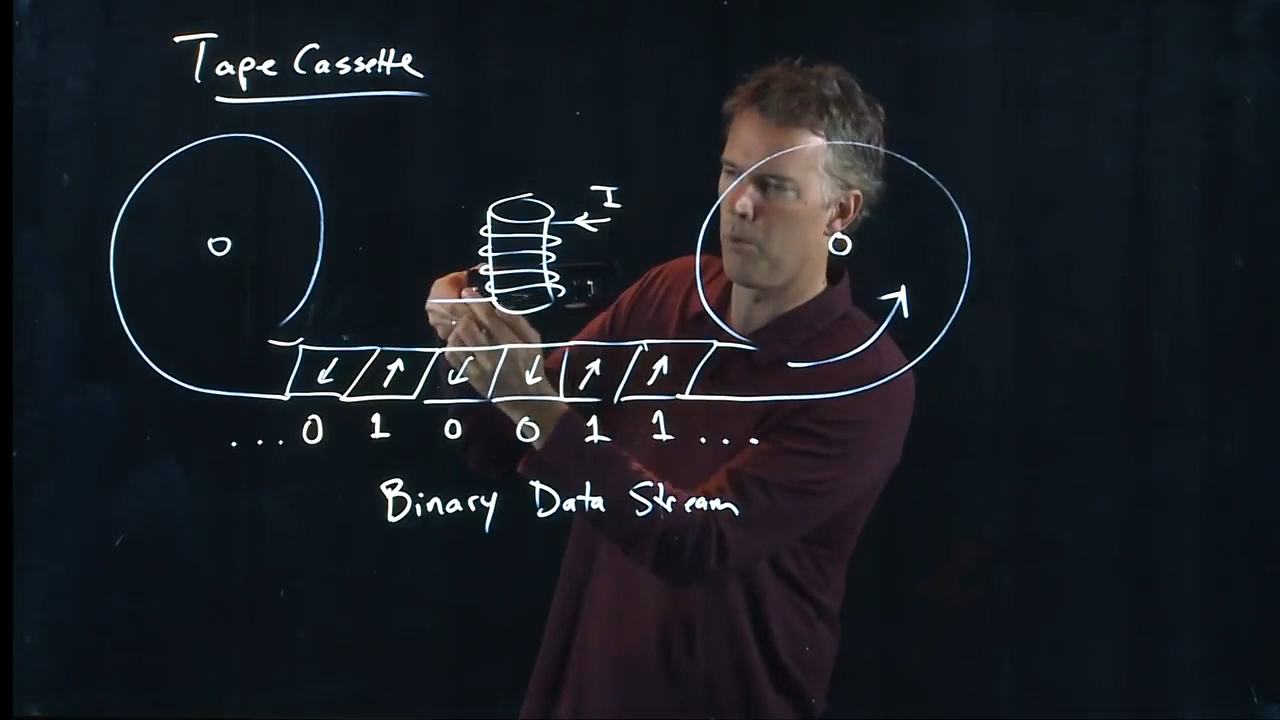 Tape Cassette
I
... 0 1 0 0 1 1 ...
Binary Data Stream